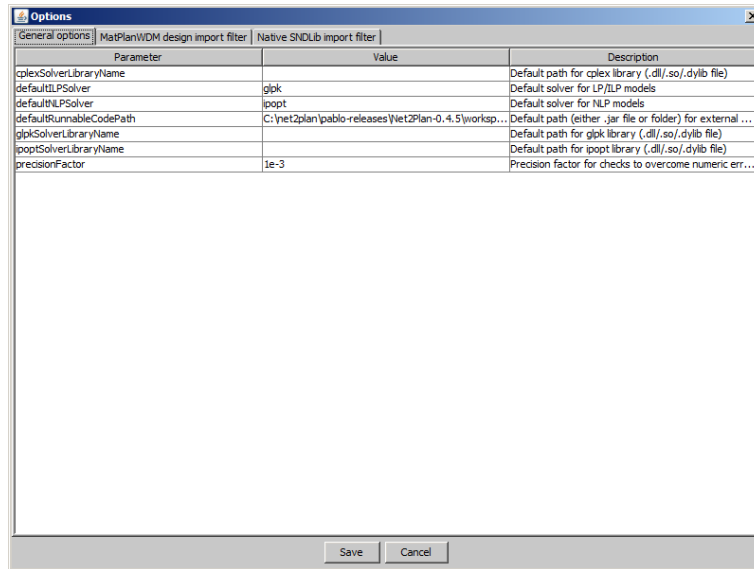 Options
General options MatPlanWDM design import filter Native SNDLib import filter
Parameter Value Description
cplexSolverLibraryName Default path for cplex library (.dll/.so/.dylib file)
defaultILPSolver glpk Default solver for LP/ILP models
defaultNLPSolver ipopt Default solver for NLP models
defaultRunnableCodePath C:\net2plan\pablo-releases\Net2Plan-0.4.5\worksp... Default path (either .jar file or folder) for external ...
glpkSolverLibraryName Default path for glpk library (.dll/.so/.dylib file)
ipoptSolverLibraryName Default path for ipopt library (.dll/.so/.dylib file)
precisionFactor 1e-3 Precision factor for checks to overcome numeric err...
Save Cancel